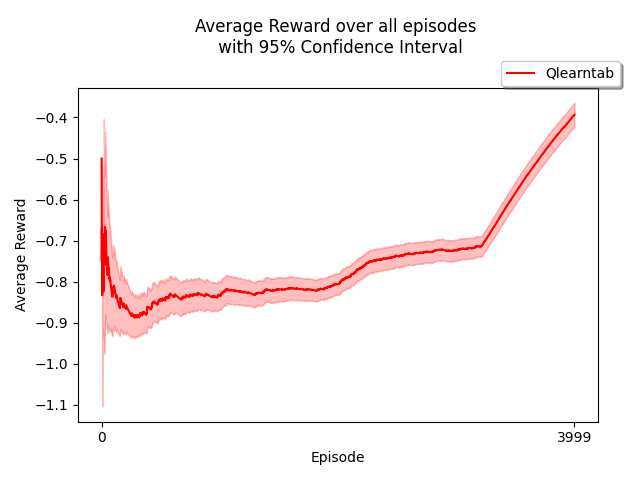 Average Reward over all episodes
with 95% Confidence Interval
Qlearntab
−0.4
−0.5
−0.6
−0.7
−0.8
−0.9
−1.0
−1.1
Average Reward
0
3999
Episode